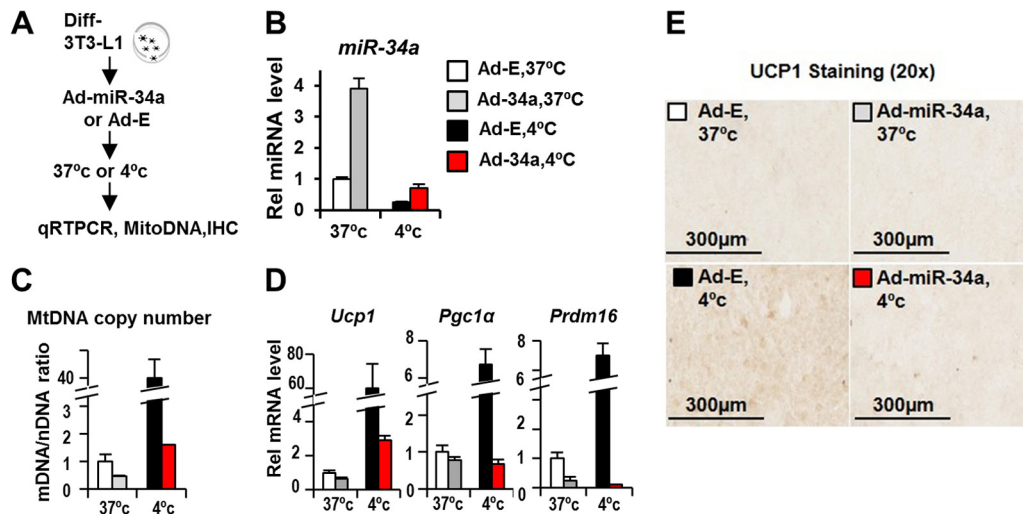 A
Diff-
3T3-L1
Ad-miR-34a
or Ad-E
37ºc or 4ºc
qRTPCR, MitoDNA,IHC
B
miR-34a
Rel miRNA level
4
3
2
1
0
37ºc
4ºc
Ad-E,37ºC
Ad-34a,37ºC
Ad-E,4ºC
Ad-34a,4ºC
C
MtDNA copy number
mDNA/nDNA ratio
40
3
2
1
0
37ºc
4ºc
D
Rel mRNA level
Ucp1
80
60
4
2
0
37ºc
4ºc
Pgc1α
8
6
2
1
0
37ºc
4ºc
Prdm16
8
6
2
1
0
37ºc
4ºc
E
UCP1 Staining (20x)
Ad-E,
37ºc
300µm
Ad-miR-34a,
37ºc
300µm
Ad-E,
4ºc
300µm
Ad-miR-34a,
4ºc
300µm